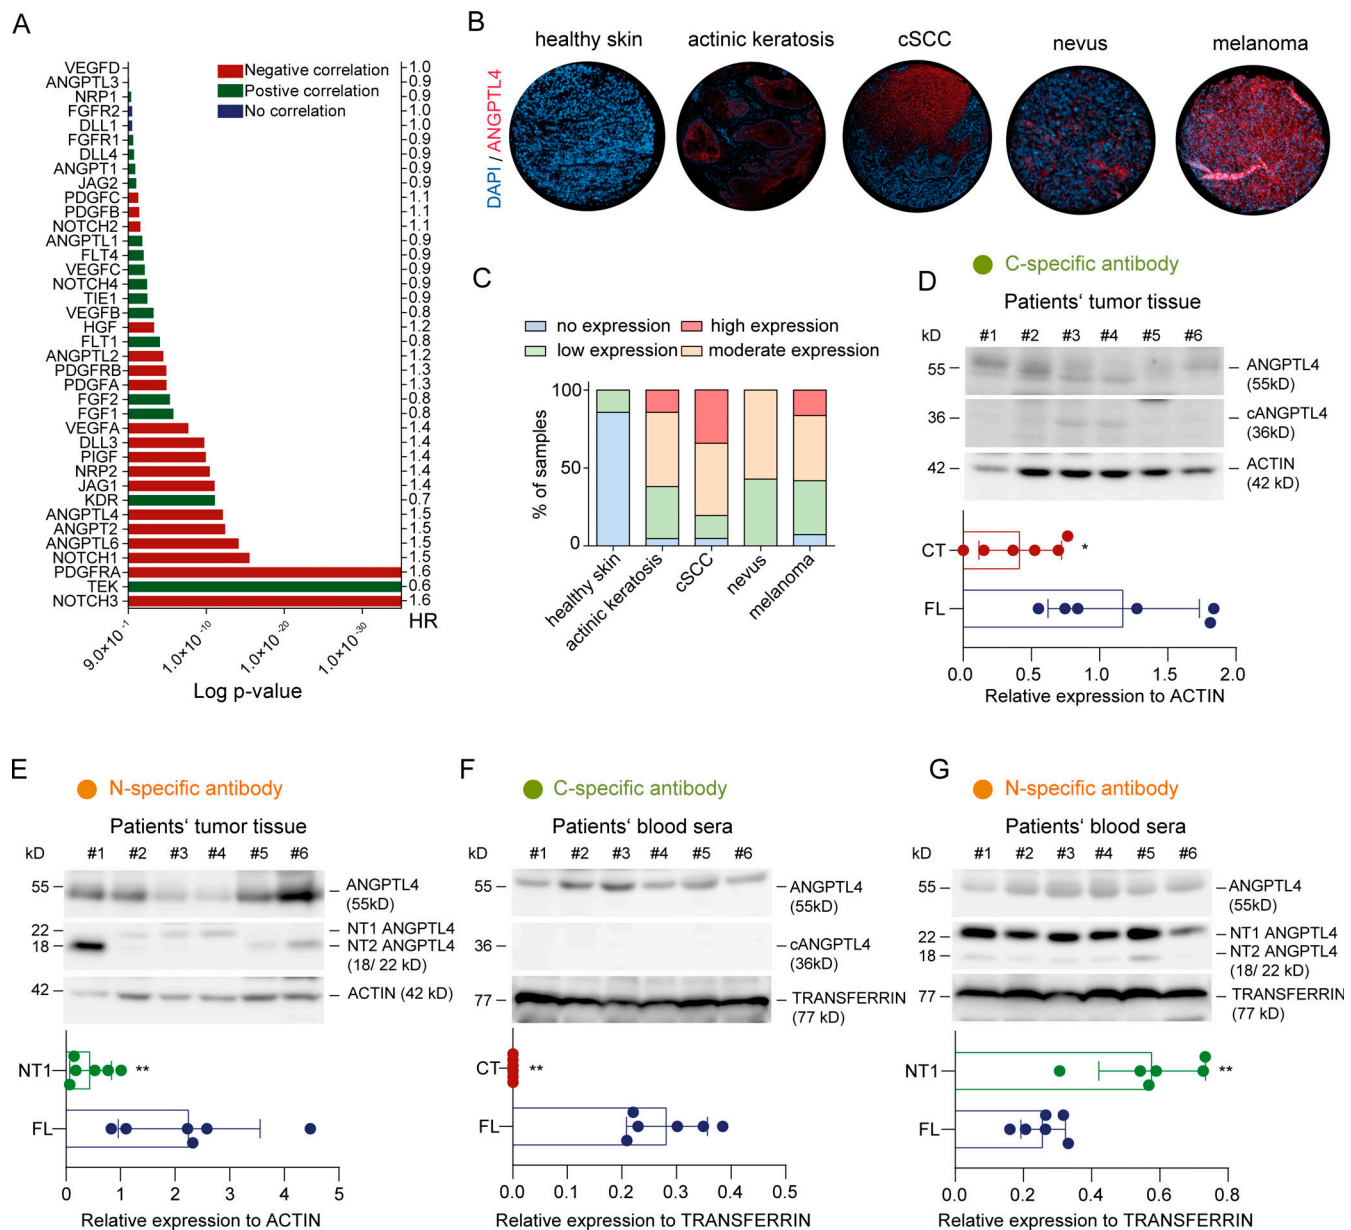 A
VEGFD 1.0
ANGPTL3 0.9
NRP1 0.9
FGFR2 1.0
DLL1 1.0
FGFR1 0.9
DLL4 0.9
ANGPT1 0.9
JAG2 0.9
PDGFC 1.1
PDGFB 1.1
NOTCH2 1.1
ANGPTL1 0.9
FLT4 0.9
VEGFC 0.9
NOTCH4 0.9
TIE1 0.9
VEGFB 0.8
HGF 1.2
FLT1 0.8
ANGPTL2 1.2
PDGFRB 1.3
PDGFA 1.3
FGF2 0.8
FGF1 0.8
VEGFA 1.4
DLL3 1.4
PIGF 1.4
NRP2 1.4
JAG1 1.4
KDR 0.7
ANGPTL4 1.5
ANGPT2 1.5
ANGPTL6 1.5
NOTCH1 1.5
PDGFRA 1.6
TEK 0.6
NOTCH3 1.6
HR
Negative correlation
Postive correlation
No correlation
9.0×10⁻¹ 1.0×10⁻¹⁰ 1.0×10⁻²⁰ 1.0×10⁻³⁰
Log p-value
B
healthy skin actinic keratosis cSCC nevus melanoma
DAPI / ANGPTL4
C
no expression high expression
low expression moderate expression
100
50
0
% of samples
healthy skin actinic keratosis cSCC nevus melanoma
D
C-specific antibody
Patients‘ tumor tissue
kD #1 #2 #3 #4 #5 #6
55 ANGPTL4
(55kD)
36 cANGPTL4
(36kD)
42 ACTIN
(42 kD)
CT *
FL
0.0 0.5 1.0 1.5 2.0
Relative expression to ACTIN
E
N-specific antibody
Patients‘ tumor tissue
kD #1 #2 #3 #4 #5 #6
55 ANGPTL4
(55kD)
22 NT1 ANGPTL4
18 NT2 ANGPTL4
(18/ 22 kD)
42 ACTIN (42 kD)
NT1 **
FL
0 1 2 3 4 5
Relative expression to ACTIN
F
C-specific antibody
Patients‘ blood sera
kD #1 #2 #3 #4 #5 #6
55 ANGPTL4
(55kD)
36 cANGPTL4
(36kD)
77 TRANSFERRIN
(77 kD)
CT **
FL
0.0 0.1 0.2 0.3 0.4 0.5
Relative expression to TRANSFERRIN
G
N-specific antibody
Patients‘ blood sera
kD #1 #2 #3 #4 #5 #6
55 ANGPTL4
(55kD)
22 NT1 ANGPTL4
18 NT2 ANGPTL4
(18/ 22 kD)
77 TRANSFERRIN
(77 kD)
NT1 **
FL
0.0 0.2 0.4 0.6 0.8
Relative expression to TRANSFERRIN